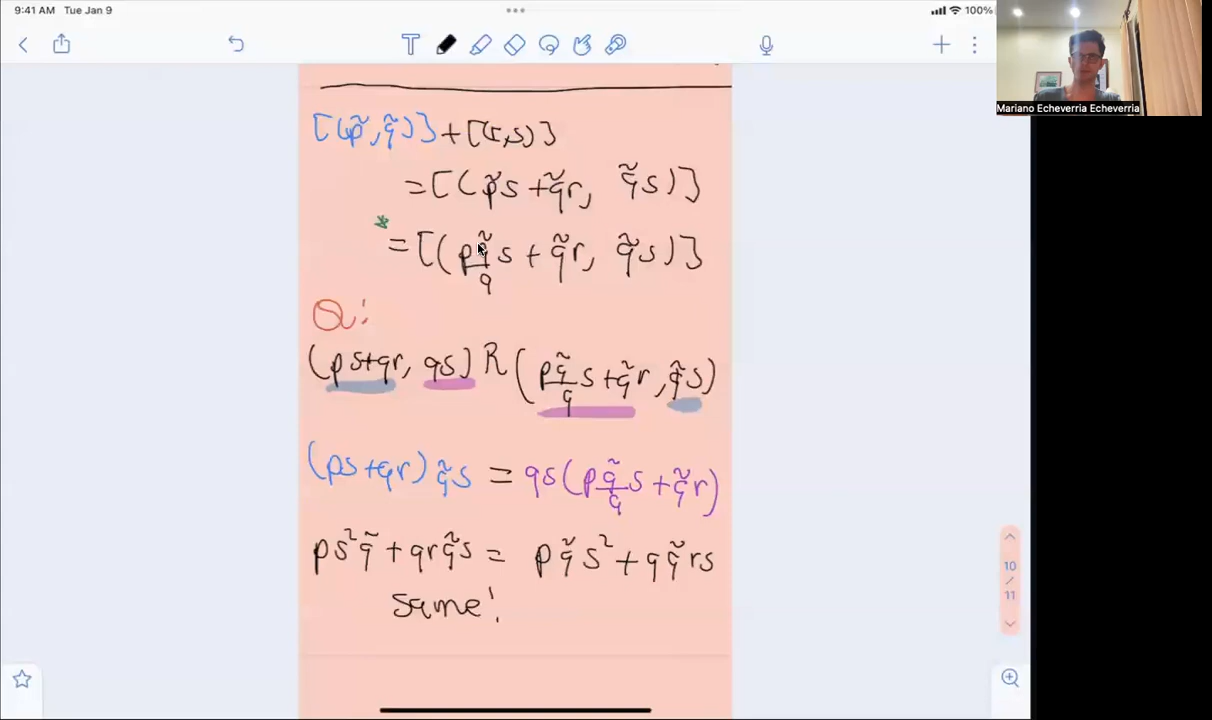 9:41 AM Tue Jan 9
100%
Mariano Echeverria Echeverria
[(p̃,q̃)] + [(r,s)]
= [(p̃s + q̃r, q̃s)]
* = [(pq̃/q s + q̃r, q̃s)]
Q:
(ps+qr, qs) R (pq̃/q s + q̃r, q̃s)
(ps+qr) q̃s = qs(pq̃/q s + q̃r)
ps²q̃ + qrq̃s = pq̃s² + qq̃rs
same!
10
/
11